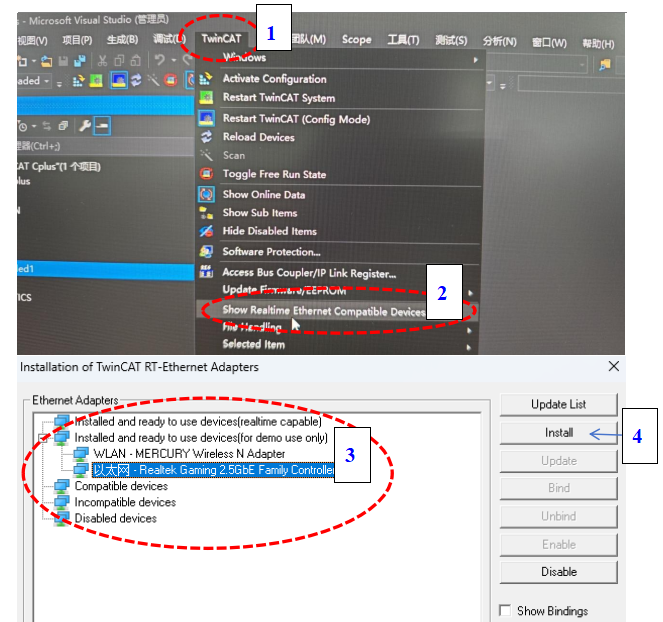 - Microsoft Visual Studio (管理员)
视图(V) 项目(P) 生成(B) 调试(D) TwinCAT 团队(M) Scope 工具(T) 测试(S) 分析(N) 窗口(W) 帮助(H)
1
Windows
Activate Configuration
Restart TwinCAT System
Restart TwinCAT (Config Mode)
Reload Devices
Scan
Toggle Free Run State
Show Online Data
Show Sub Items
Hide Disabled Items
Software Protection...
Access Bus Coupler/IP Link Register...
Update Firmware/EEPROM
2
Show Realtime Ethernet Compatible Devices
File Handling
Selected Item
aded
器(Ctrl+;)
AT Cplus"(1 个项目)
plus
ed1
ICS
Installation of TwinCAT RT-Ethernet Adapters
Ethernet Adapters
Installed and ready to use devices(realtime capable)
Installed and ready to use devices(for demo use only)
WLAN - MERCURY Wireless N Adapter
以太网 - Realtek Gaming 2.5GbE Family Controller
Compatible devices
Incompatible devices
Disabled devices
3
Update List
Install
4
Update
Bind
Unbind
Enable
Disable
Show Bindings